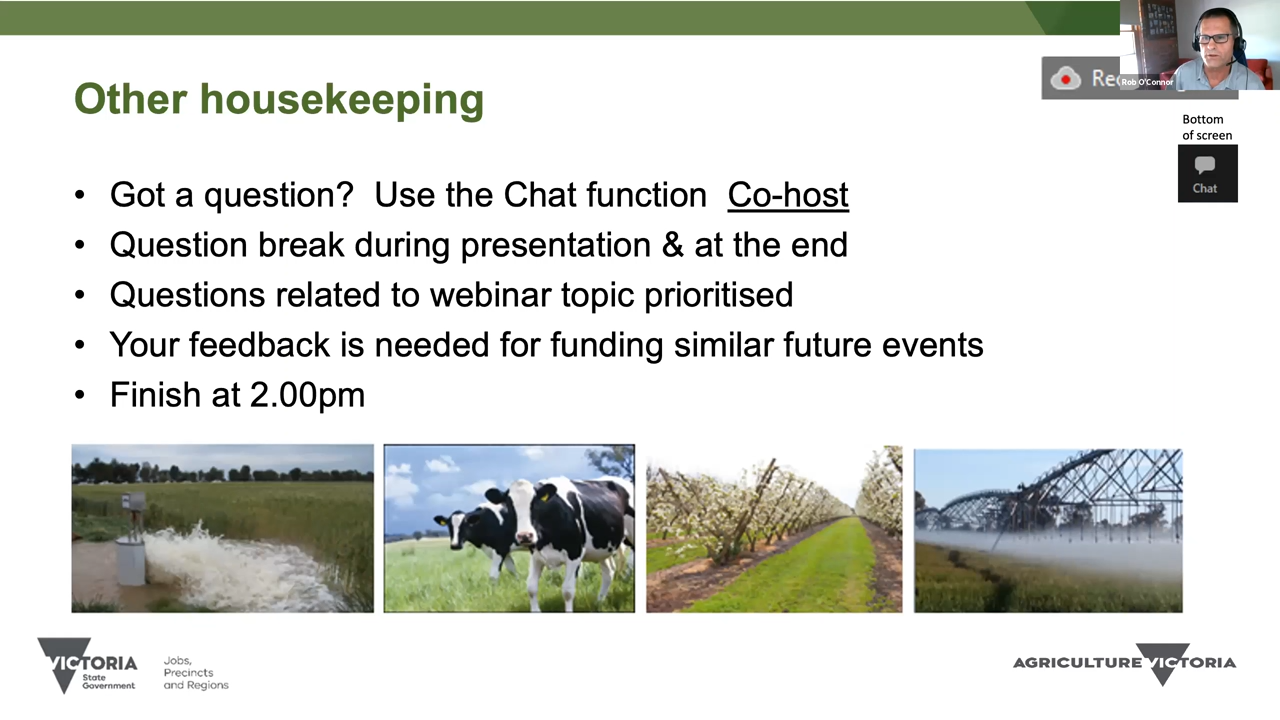 Other housekeeping
Rec
Rob O'Connor
Bottom
of screen
Chat
• Got a question?  Use the Chat function  Co-host
• Question break during presentation & at the end
• Questions related to webinar topic prioritised
• Your feedback is needed for funding similar future events
• Finish at 2.00pm
VICTORIA
State
Government
Jobs,
Precincts
and Regions
AGRICULTURE VICTORIA